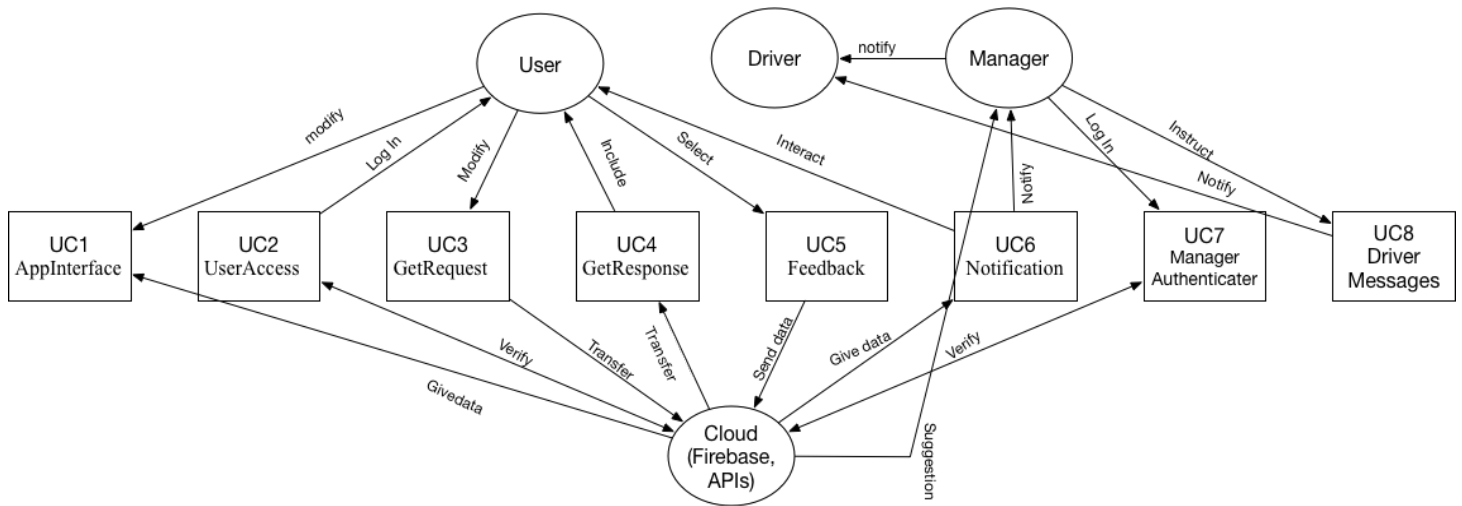 User
Driver
notify
Manager
modify
Log In
Modify
Include
Select
Interact
Notify
Log In
Instruct
Notify
UC1
AppInterface
UC2
UserAccess
UC3
GetRequest
UC4
GetResponse
UC5
Feedback
UC6
Notification
UC7
Manager
Authenticater
UC8
Driver
Messages
Givedata
Verify
Transfer
Transfer
Send data
Give data
Verify
Suggestion
Cloud
(Firebase,
APIs)